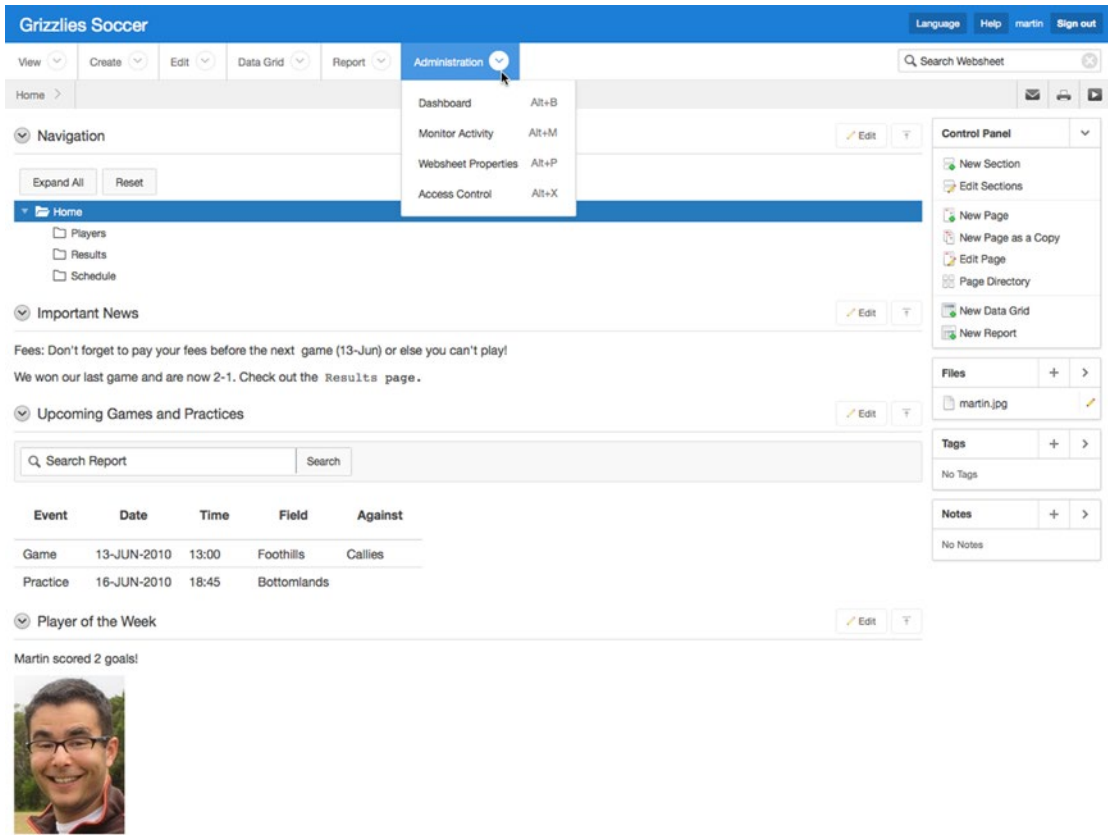 Grizzlies Soccer
Language Help martin Sign out
View Create Edit Data Grid Report Administration
Search Websheet
Home
Dashboard Alt+B
Monitor Activity Alt+M
Websheet Properties Alt+P
Access Control Alt+X
Navigation
Edit
Expand All Reset
Home
Players
Results
Schedule
Important News
Edit
Fees: Don't forget to pay your fees before the next game (13-Jun) or else you can't play!
We won our last game and are now 2-1. Check out the Results page.
Upcoming Games and Practices
Edit
Search Report Search
Event Date Time Field Against
Game 13-JUN-2010 13:00 Foothills Callies
Practice 16-JUN-2010 18:45 Bottomlands
Player of the Week
Edit
Martin scored 2 goals!
Control Panel
New Section
Edit Sections
New Page
New Page as a Copy
Edit Page
Page Directory
New Data Grid
New Report
Files
martin.jpg
Tags
No Tags
Notes
No Notes